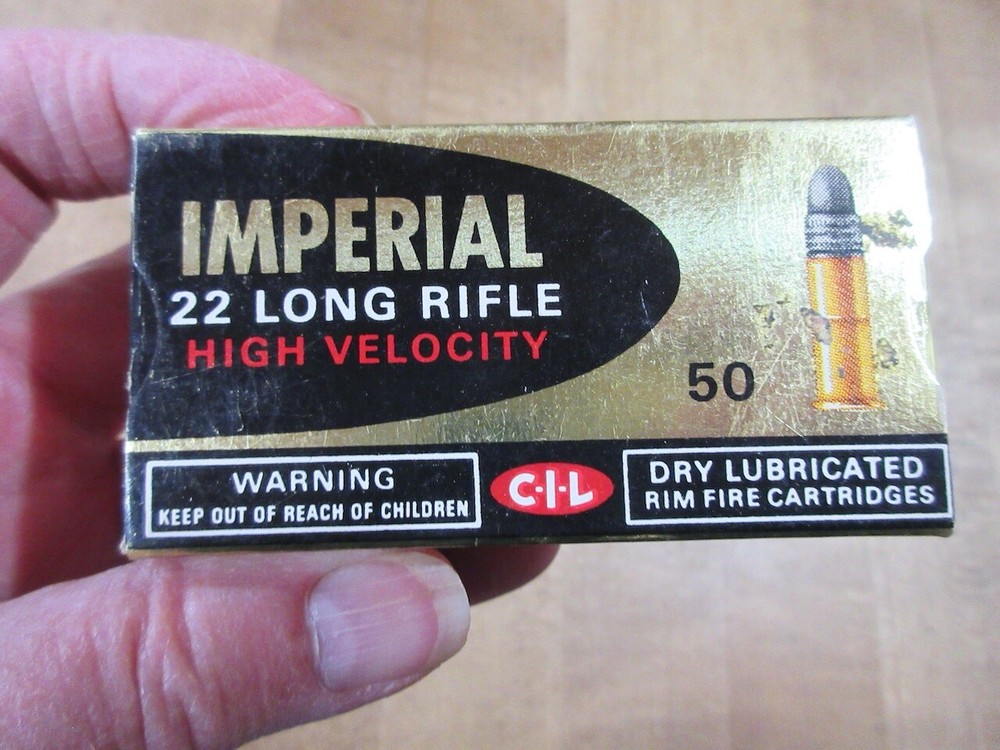 IMPERIAL
22 LONG RIFLE
HIGH VELOCITY
50
WARNING
KEEP OUT OF REACH OF CHILDREN
C·I·L
DRY LUBRICATED
RIM FIRE CARTRIDGES